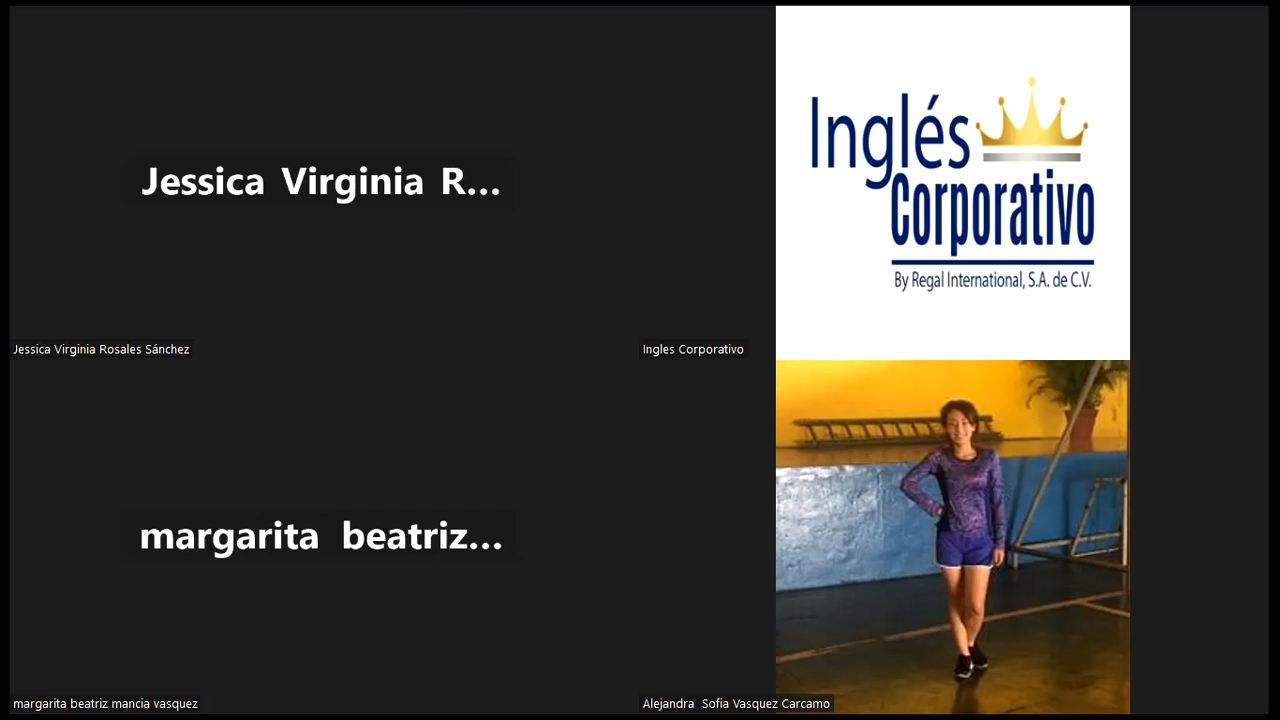 Jessica Virginia R...
Jessica Virginia Rosales Sánchez
Inglés
Corporativo
By Regal International, S.A. de C.V.
Ingles Corporativo
margarita beatriz...
margarita beatriz mancia vasquez
Alejandra Sofia Vasquez Carcamo